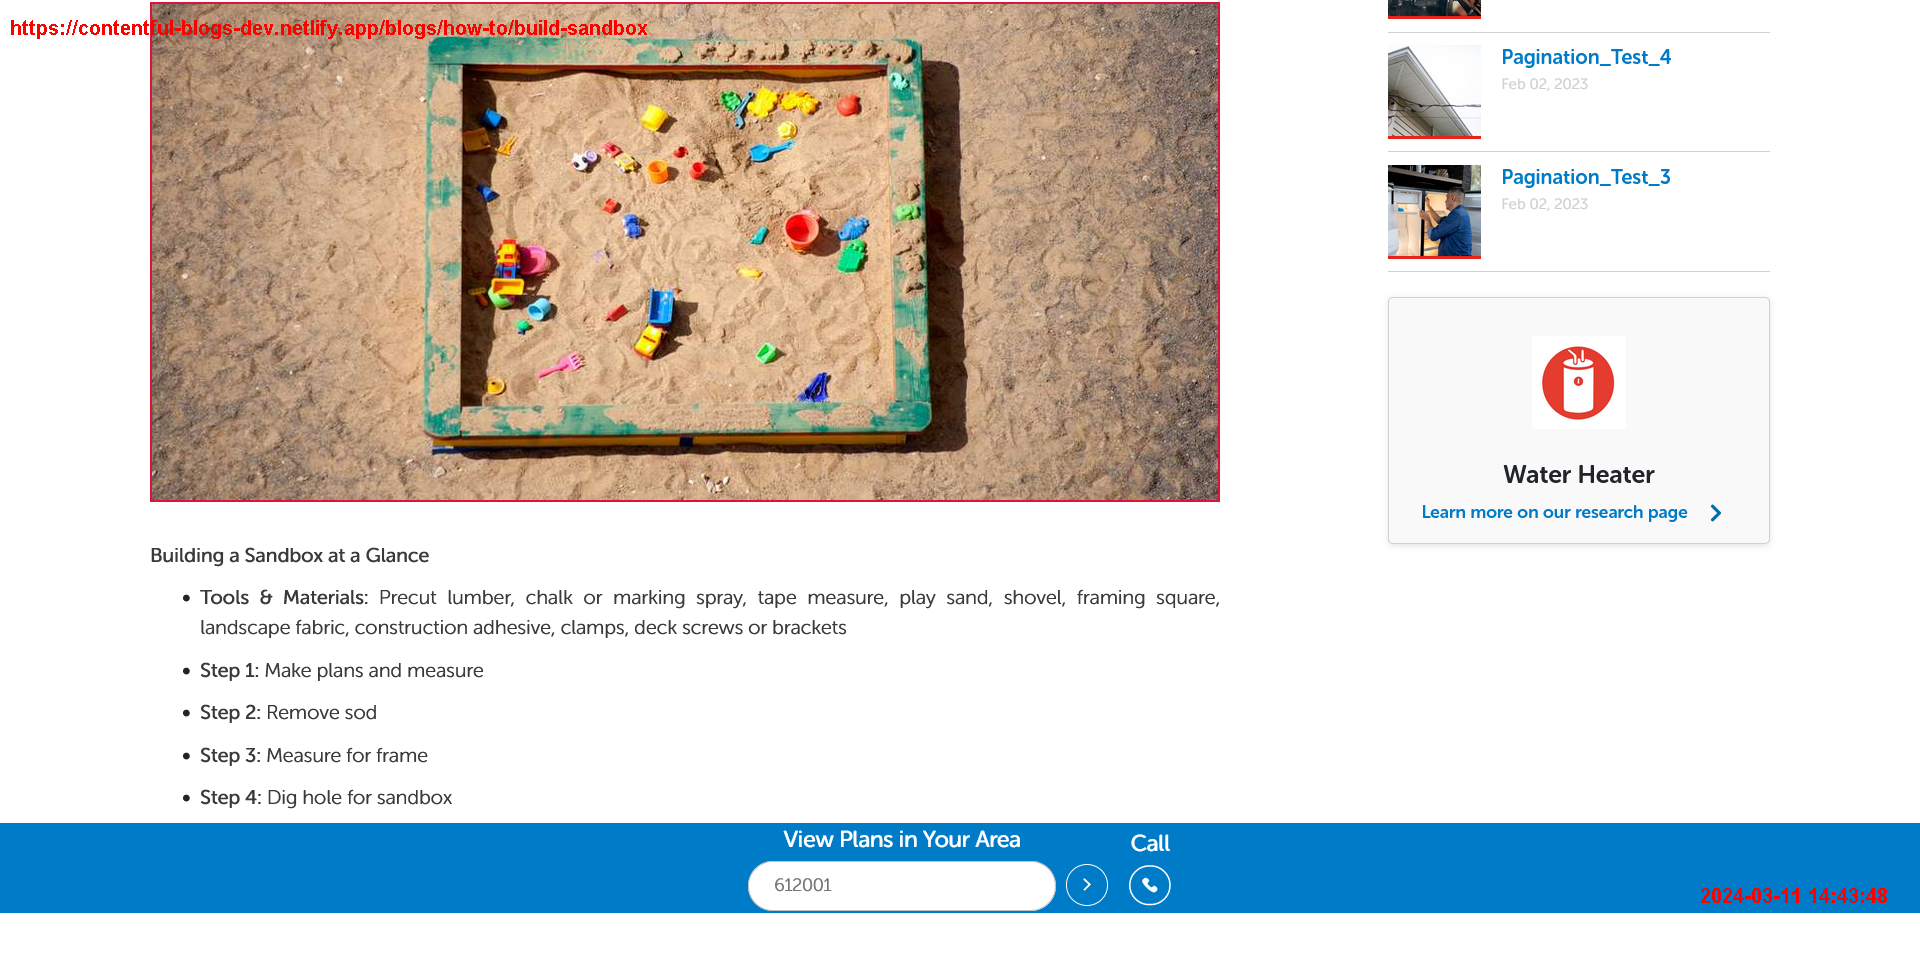 https://contentful-blogs-dev.netlify.app/blogs/how-to/build-sandbox
Pagination_Test_4
Feb 02, 2023
Pagination_Test_3
Feb 02, 2023
Water Heater
Learn more on our research page
Building a Sandbox at a Glance
Tools & Materials: Precut lumber, chalk or marking spray, tape measure, play sand, shovel, framing square,
landscape fabric, construction adhesive, clamps, deck screws or brackets
Step 1: Make plans and measure
Step 2: Remove sod
Step 3: Measure for frame
Step 4: Dig hole for sandbox
View Plans in Your Area
Call
612001
2024-03-11 14:43:48